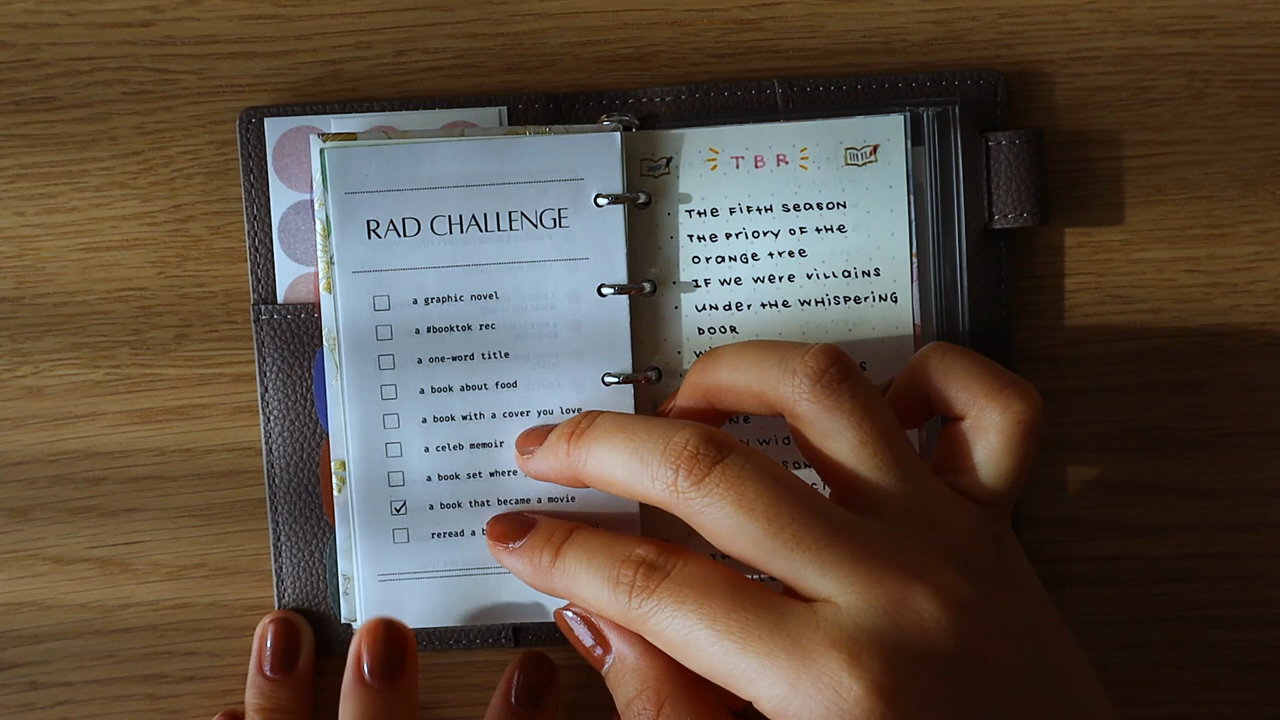 RAD CHALLENGE
a graphic novel
a #booktok rec
a one-word title
a book about food
a book with a cover you love
a celeb memoir
a book set where
a book that became a movie
reread a
TBR
THE FIFTH SEASON
THE PRIORY OF THE
ORANGE TREE
IF WE WERE VILLAINS
UNDER THE WHISPERING
DOOR